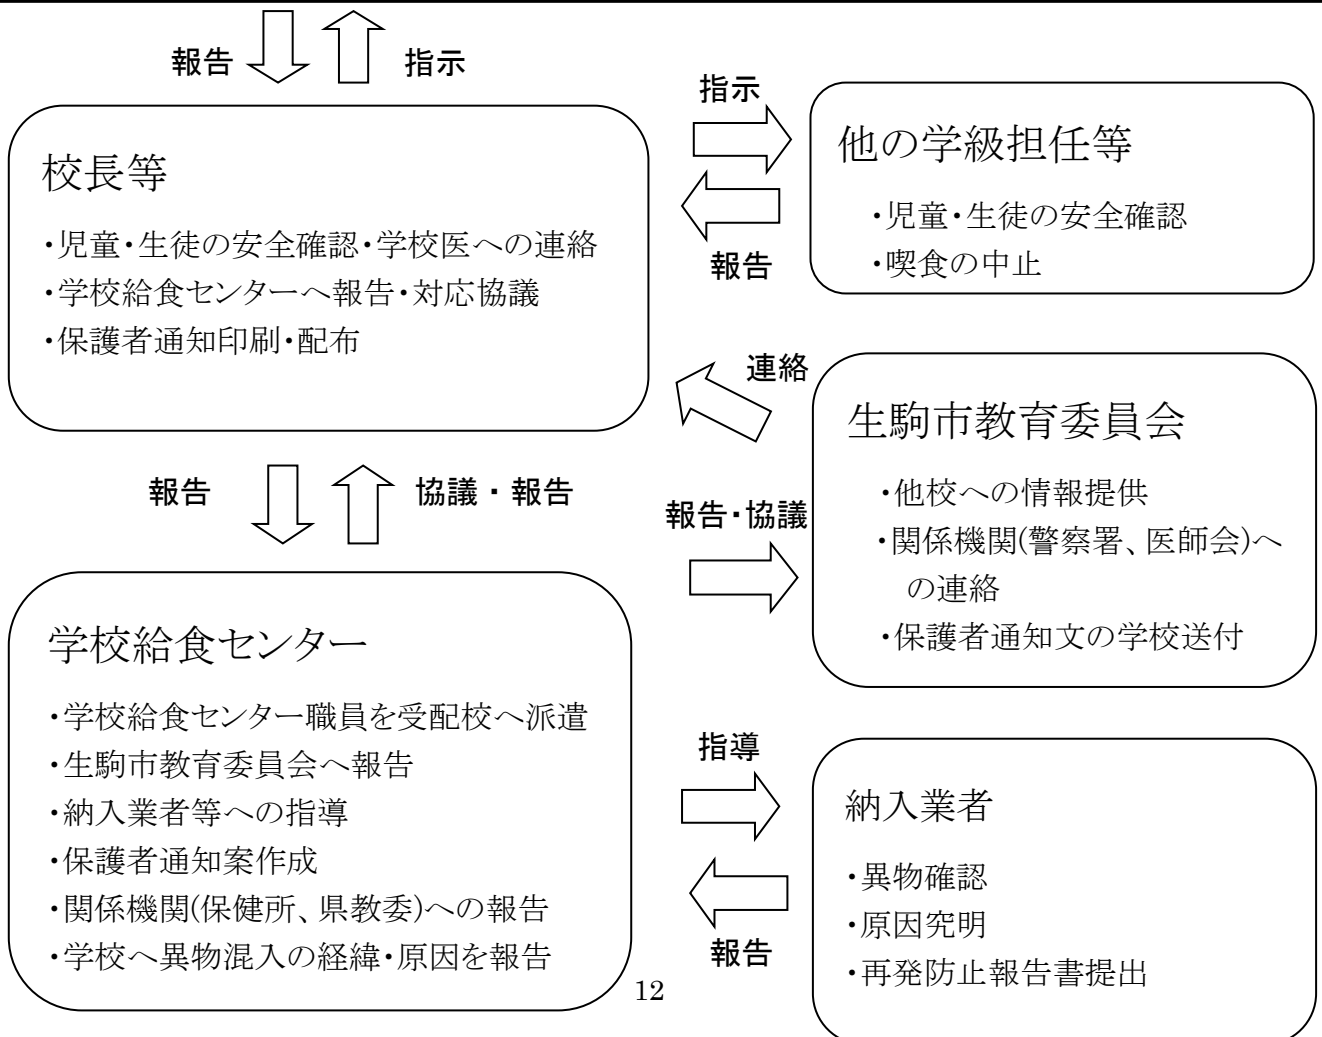 報告
指示
校長等
・児童・生徒の安全確認・学校医への連絡
・学校給食センターへ報告・対応協議
・保護者通知印刷・配布
指示
報告
他の学級担任等
・児童・生徒の安全確認
・喫食の中止
連絡
生駒市教育委員会
・他校への情報提供
・関係機関(警察署、医師会)へ
の連絡
・保護者通知文の学校送付
報告
協議・報告
報告・協議
学校給食センター
・学校給食センター職員を受配校へ派遣
・生駒市教育委員会へ報告
・納入業者等への指導
・保護者通知案作成
・関係機関(保健所、県教委)への報告
・学校へ異物混入の経緯・原因を報告
指導
報告
納入業者
・異物確認
・原因究明
・再発防止報告書提出
12